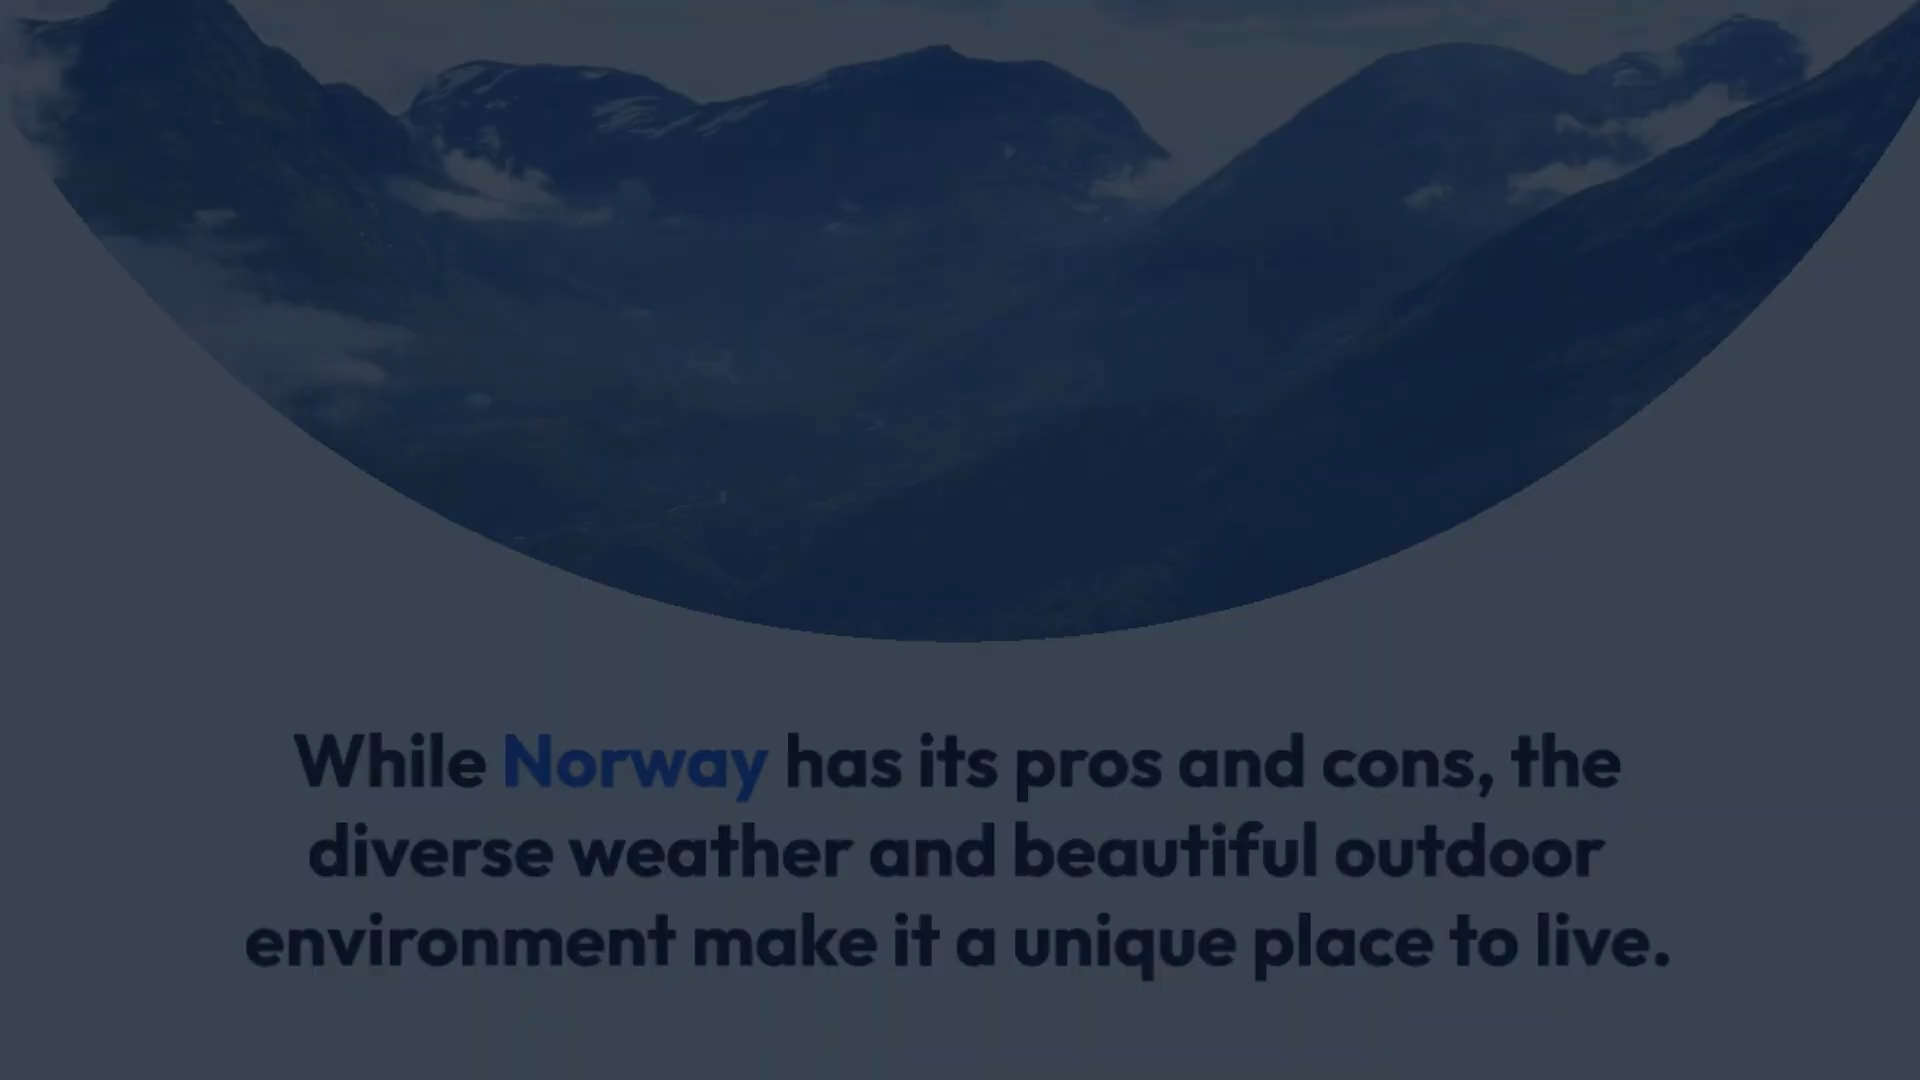 While Norway has its pros and cons, the
diverse weather and beautiful outdoor
environment make it a unique place to live.